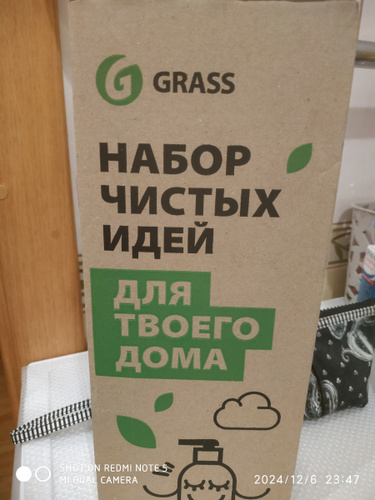 GRASS
НАБОР
ЧИСТЫХ
ИДЕЙ
ДЛЯ
ТВОЕГО
ДОМА
SHOT ON REDMI NOTE 5
MI DUAL CAMERA
2024/12/6 23:47